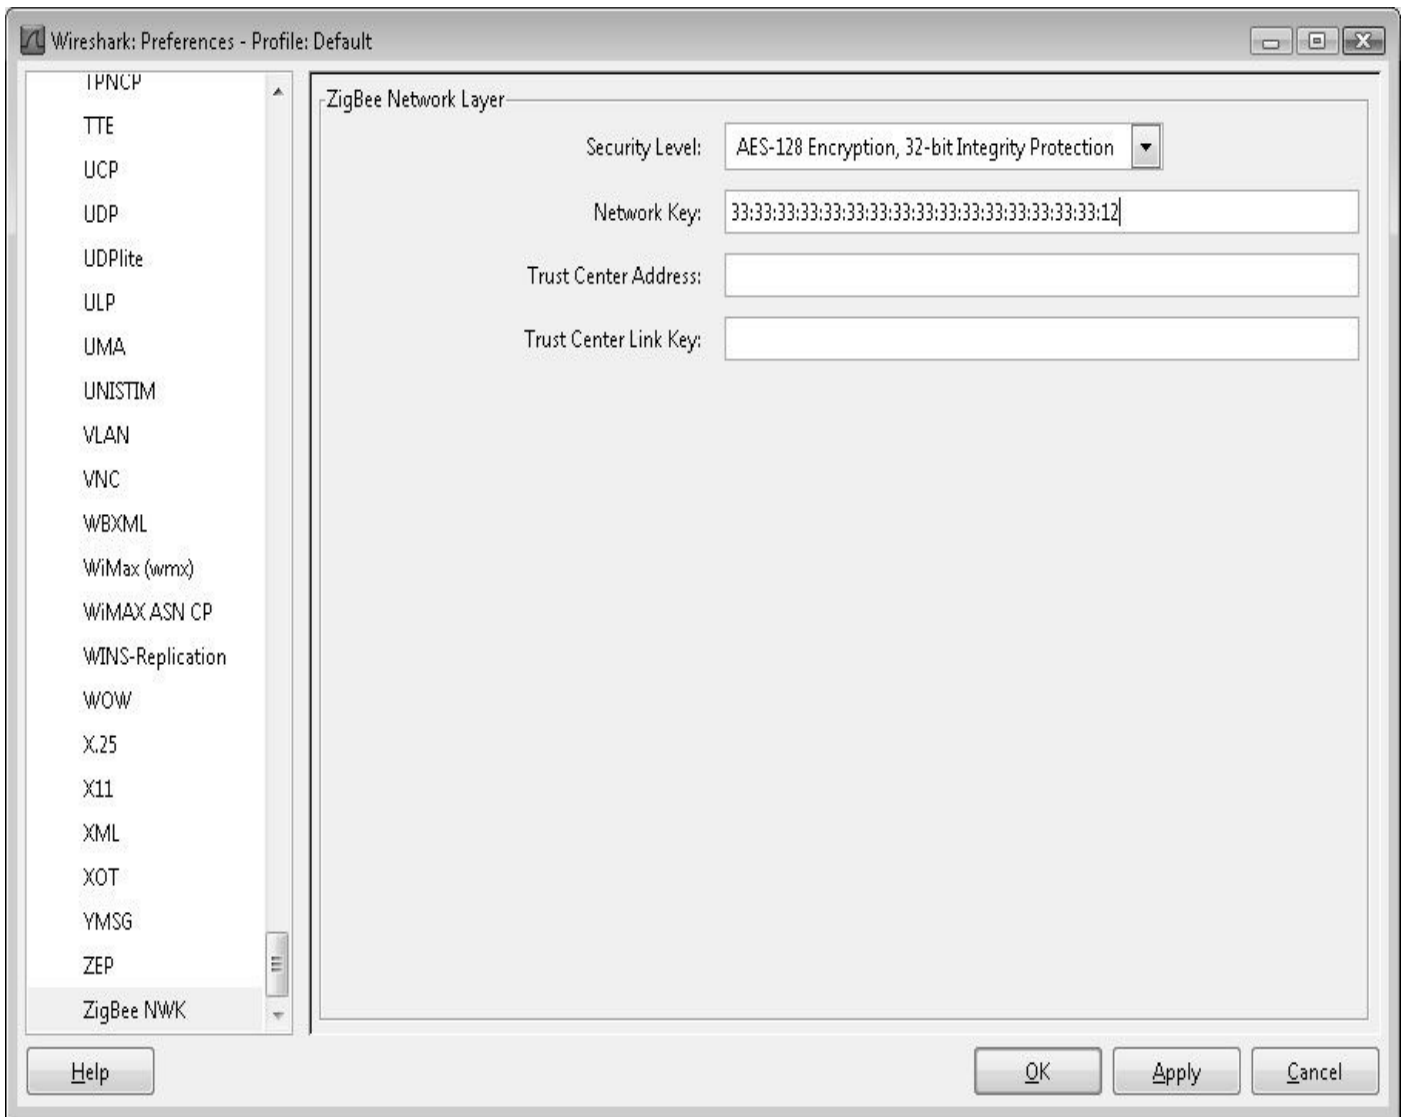 Wireshark: Preferences - Profile: Default
TPNCP
TTE
UCP
UDP
UDPlite
ULP
UMA
UNISTIM
VLAN
VNC
WBXML
WiMax (wmx)
WiMAX ASN CP
WINS-Replication
WOW
X.25
X11
XML
XOT
YMSG
ZEP
ZigBee NWK
ZigBee Network Layer
Security Level: AES-128 Encryption, 32-bit Integrity Protection
Network Key: 33:33:33:33:33:33:33:33:33:33:33:33:33:33:33:33:12
Trust Center Address:
Trust Center Link Key:
Help
OK
Apply
Cancel